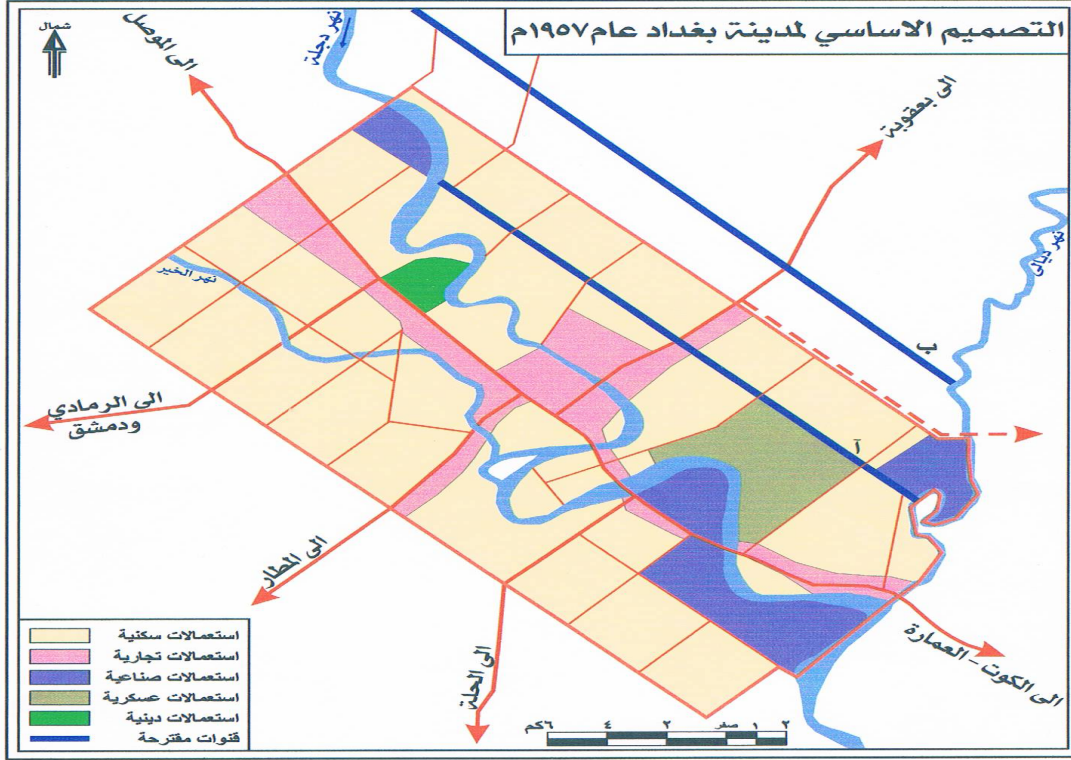 التصميم الاساسي لمدينة بغداد عام ١٩٥٧م
شمال
نهر دجلة
الى الموصل
الى بعقوبة
نهر ديالى
نهر الخير
ب
الى الرمادي
ودمشق
آ
الى المطار
الى الحلة
الى الكوت - العمارة
استعمالات سكنية
استعمالات تجارية
استعمالات صناعية
استعمالات عسكرية
استعمالات دينية
قنوات مقترحة
٦كم ٤ ٢ صفر ١ ٢